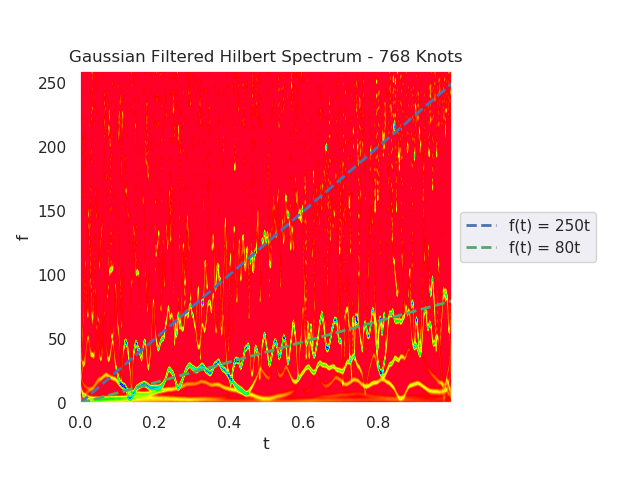 Gaussian Filtered Hilbert Spectrum - 768 Knots
250
200
150
100
50
0
f
0.0 0.2 0.4 0.6 0.8
t
f(t) = 250t
f(t) = 80t